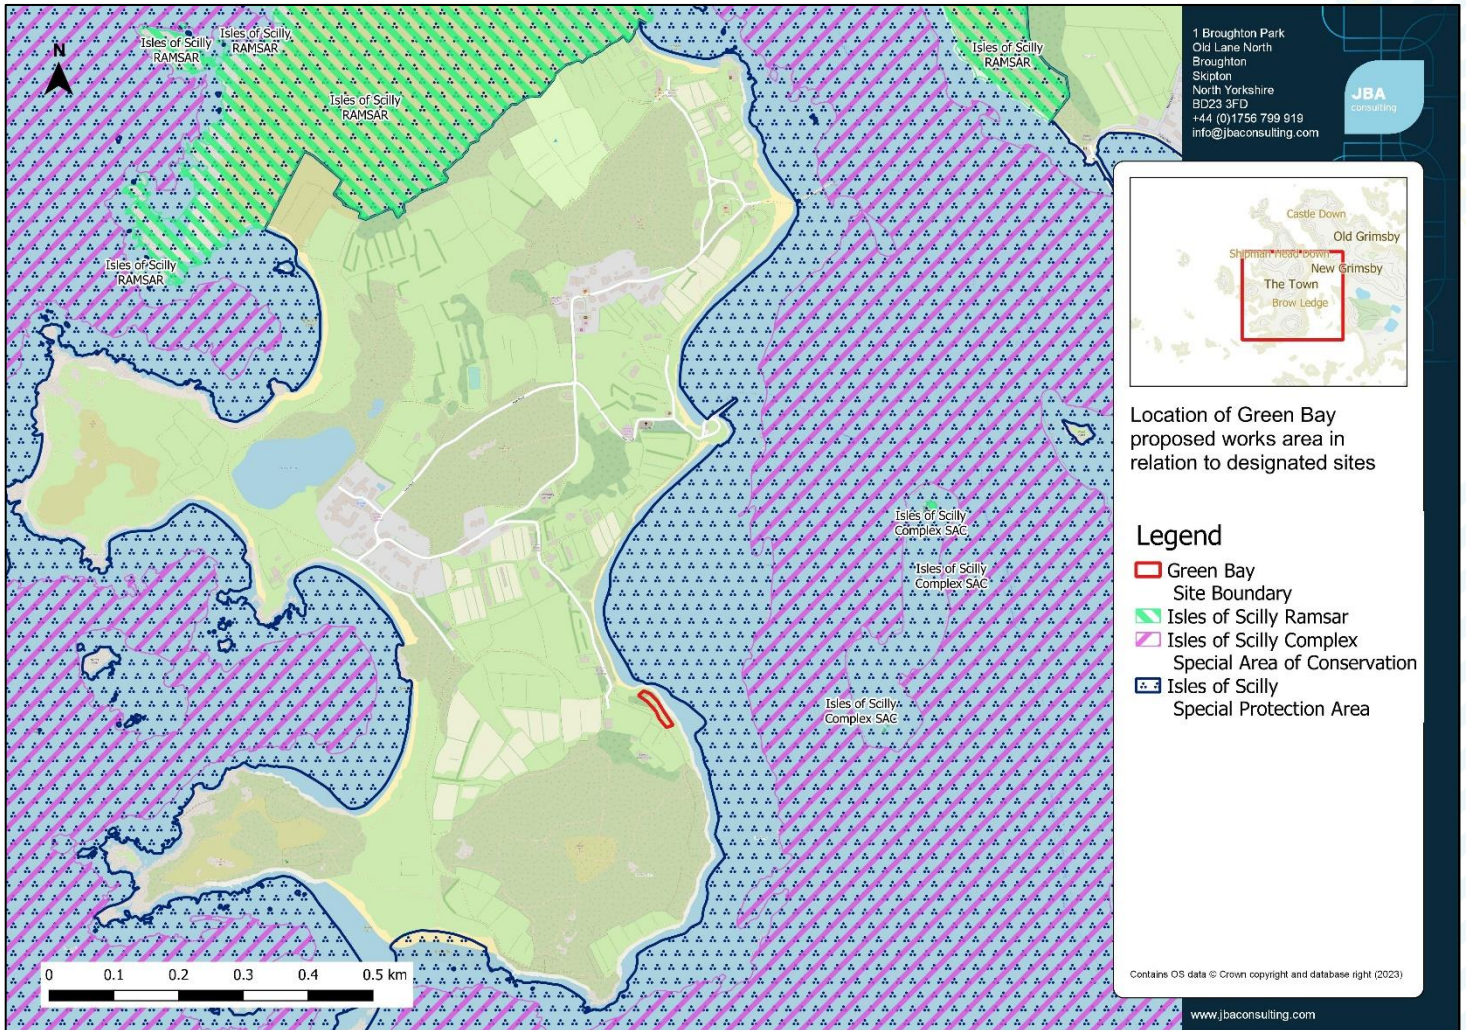 N
Isles of Scilly
RAMSAR
Isles of Scilly
RAMSAR
Isles of Scilly
RAMSAR
Isles of Scilly
RAMSAR
Isles of Scilly
RAMSAR
Isles of Scilly
Complex SAC
Isles of Scilly
Complex SAC
Isles of Scilly
Complex SAC
0 0.1 0.2 0.3 0.4 0.5 km
1 Broughton Park
Old Lane North
Broughton
Skipton
North Yorkshire
BD23 3FD
+44 (0)1756 799 919
info@jbaconsulting.com
JBA
consulting
Castle Down
Old Grimsby
Shipman Head Down
New Grimsby
The Town
Brow Ledge
Location of Green Bay
proposed works area in
relation to designated sites
Legend
Green Bay
Site Boundary
Isles of Scilly Ramsar
Isles of Scilly Complex
Special Area of Conservation
Isles of Scilly
Special Protection Area
Contains OS data © Crown copyright and database right (2023)
www.jbaconsulting.com